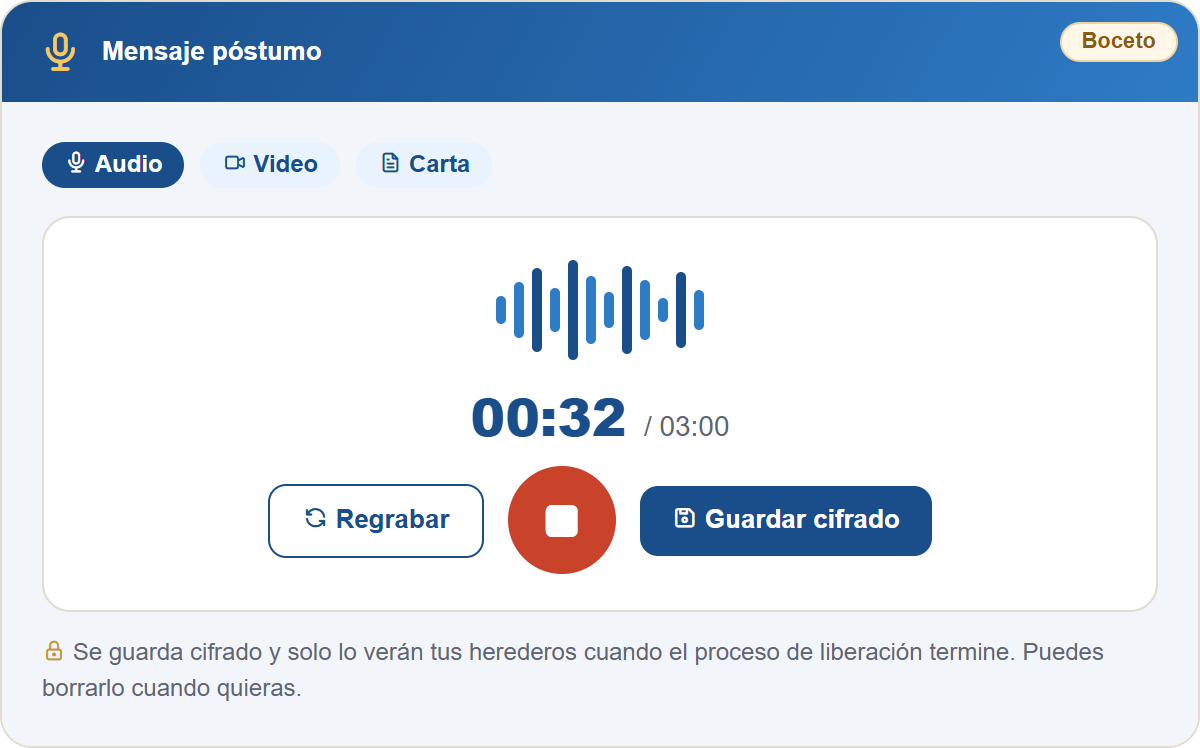 Mensaje póstumo
Boceto
Audio
Video
Carta
00:32 / 03:00
Regrabar
Guardar cifrado
Se guarda cifrado y solo lo verán tus herederos cuando el proceso de liberación termine. Puedes
borrarlo cuando quieras.